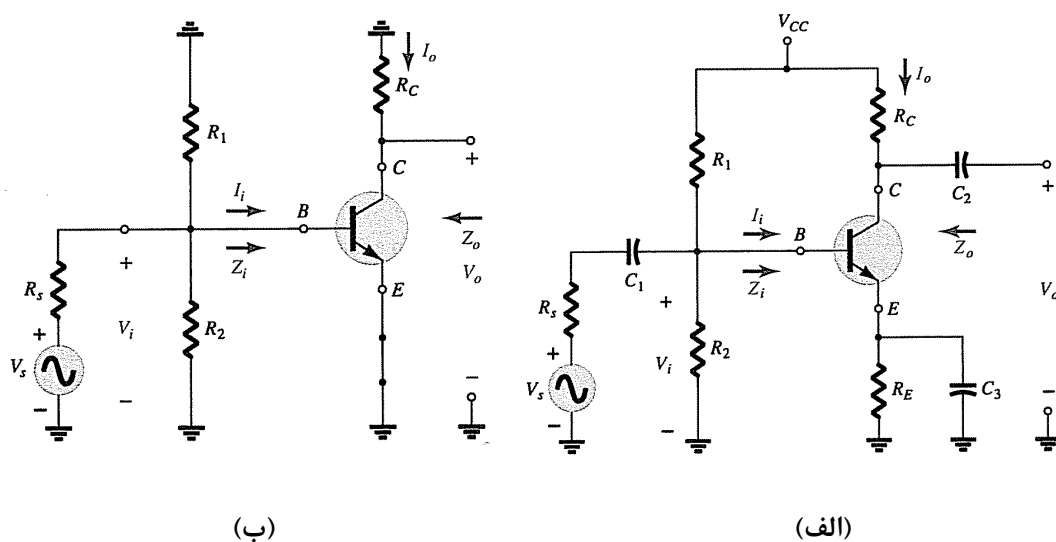 V_CC
I_o
R_C
R_1
C
C_2
+
I_i
B
Z_o
Z_i
C_1
R_s
+
E
V_o
+
V_i
R_2
V_s
R_E
C_3
−
−
−
(الف)
I_o
R_C
R_1
+
C
I_i
B
Z_o
Z_i
V_o
+
E
R_s
V_i
R_2
+
V_s
−
−
−
(ب)